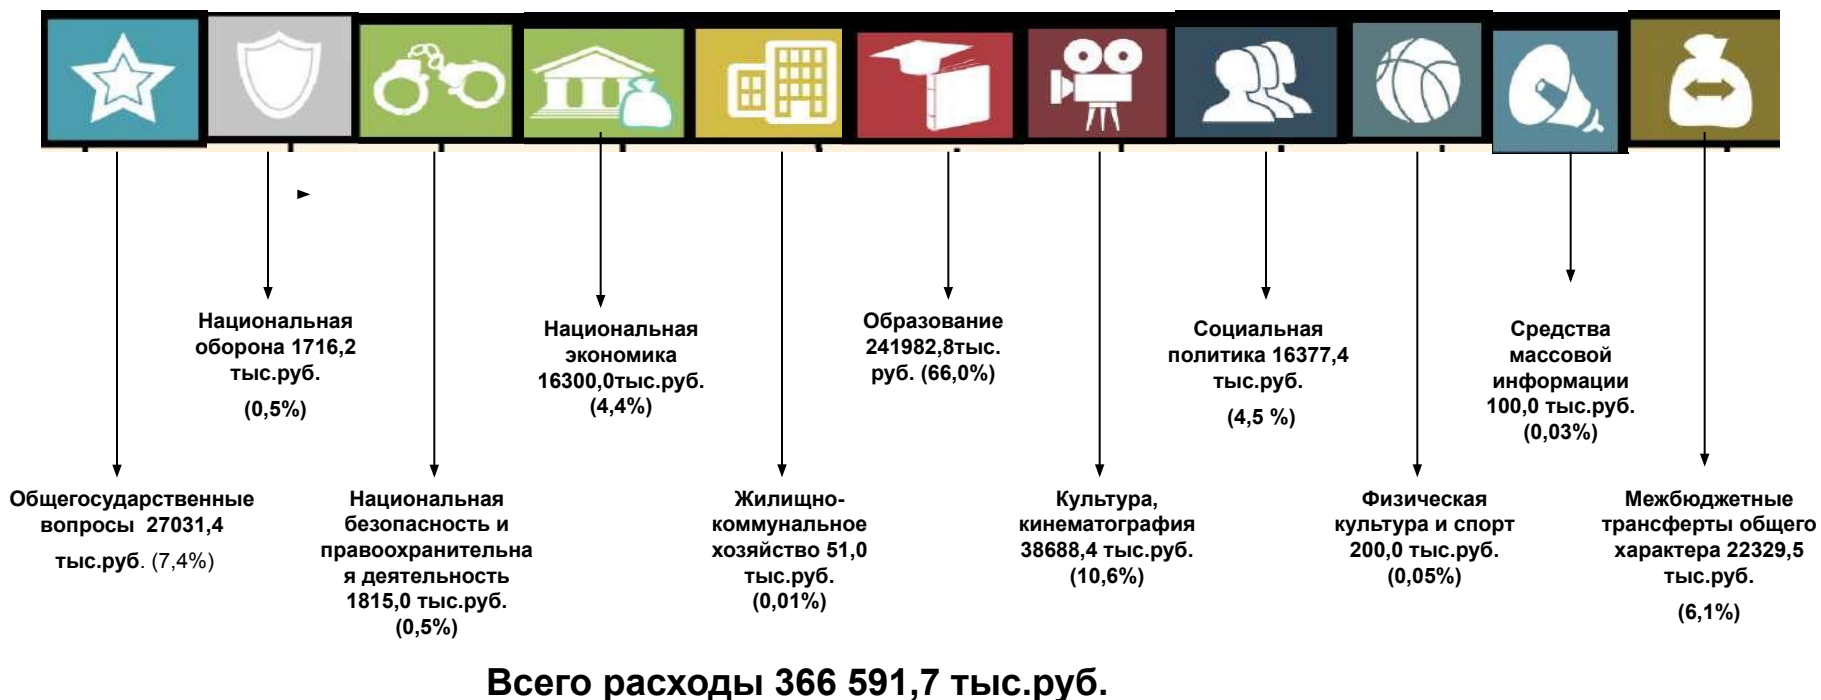 Национальная
оборона 1716,2
тыс.руб.
(0,5%)
Национальная
экономика
16300,0тыс.руб.
(4,4%)
Образование
241982,8тыс.
руб. (66,0%)
Социальная
политика 16377,4
тыс.руб.
(4,5 %)
Средства
массовой
информации
100,0 тыс.руб.
(0,03%)
Общегосударственные
вопросы 27031,4
тыс.руб. (7,4%)
Национальная
безопасность и
правоохранительна
я деятельность
1815,0 тыс.руб.
(0,5%)
Жилищно-
коммунальное
хозяйство 51,0
тыс.руб.
(0,01%)
Культура,
кинематография
38688,4 тыс.руб.
(10,6%)
Физическая
культура и спорт
200,0 тыс.руб.
(0,05%)
Межбюджетные
трансферты общего
характера 22329,5
тыс.руб.
(6,1%)
Всего расходы 366 591,7 тыс.руб.